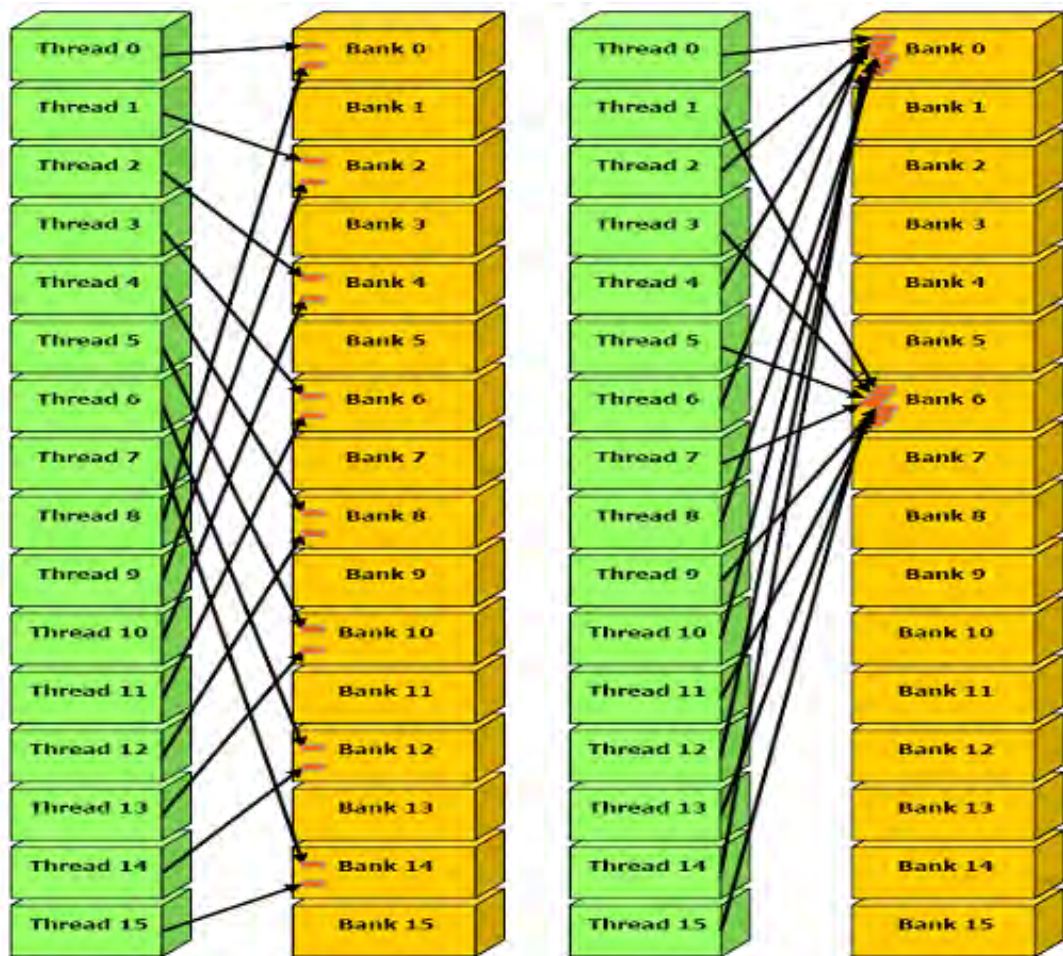 Thread 0 Bank 0 Thread 0 Bank 0
Thread 1 Bank 1 Thread 1 Bank 1
Thread 2 Bank 2 Thread 2 Bank 2
Thread 3 Bank 3 Thread 3 Bank 3
Thread 4 Bank 4 Thread 4 Bank 4
Thread 5 Bank 5 Thread 5 Bank 5
Thread 6 Bank 6 Thread 6 Bank 6
Thread 7 Bank 7 Thread 7 Bank 7
Thread 8 Bank 8 Thread 8 Bank 8
Thread 9 Bank 9 Thread 9 Bank 9
Thread 10 Bank 10 Thread 10 Bank 10
Thread 11 Bank 11 Thread 11 Bank 11
Thread 12 Bank 12 Thread 12 Bank 12
Thread 13 Bank 13 Thread 13 Bank 13
Thread 14 Bank 14 Thread 14 Bank 14
Thread 15 Bank 15 Thread 15 Bank 15